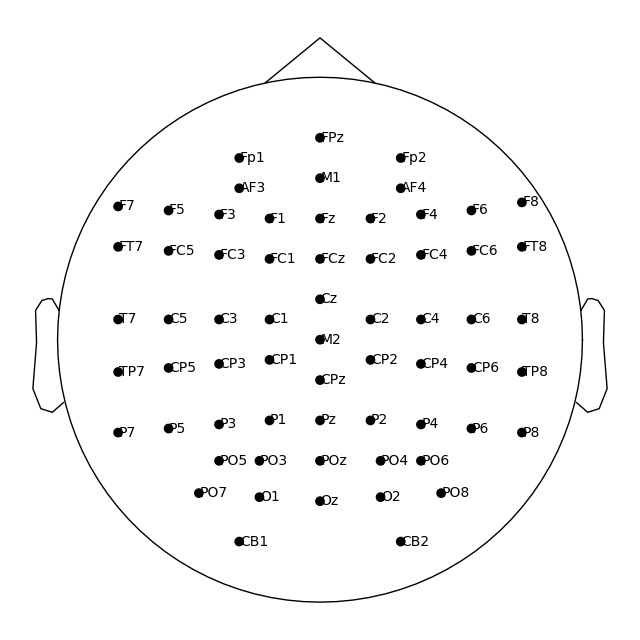 FPz
Fp1 Fp2
M1
AF3 AF4
F7 F5 F3 F1 Fz F2 F4 F6 F8
FT7 FC5 FC3 FC1 FCz FC2 FC4 FC6 FT8
Cz
T7 C5 C3 C1 C2 C4 C6 T8
M2
TP7 CP5 CP3 CP1 CP2 CP4 CP6 TP8
CPz
P7 P5 P3 P1 Pz P2 P4 P6 P8
PO5 PO3 POz PO4 PO6
PO7 O1 Oz O2 PO8
CB1 CB2